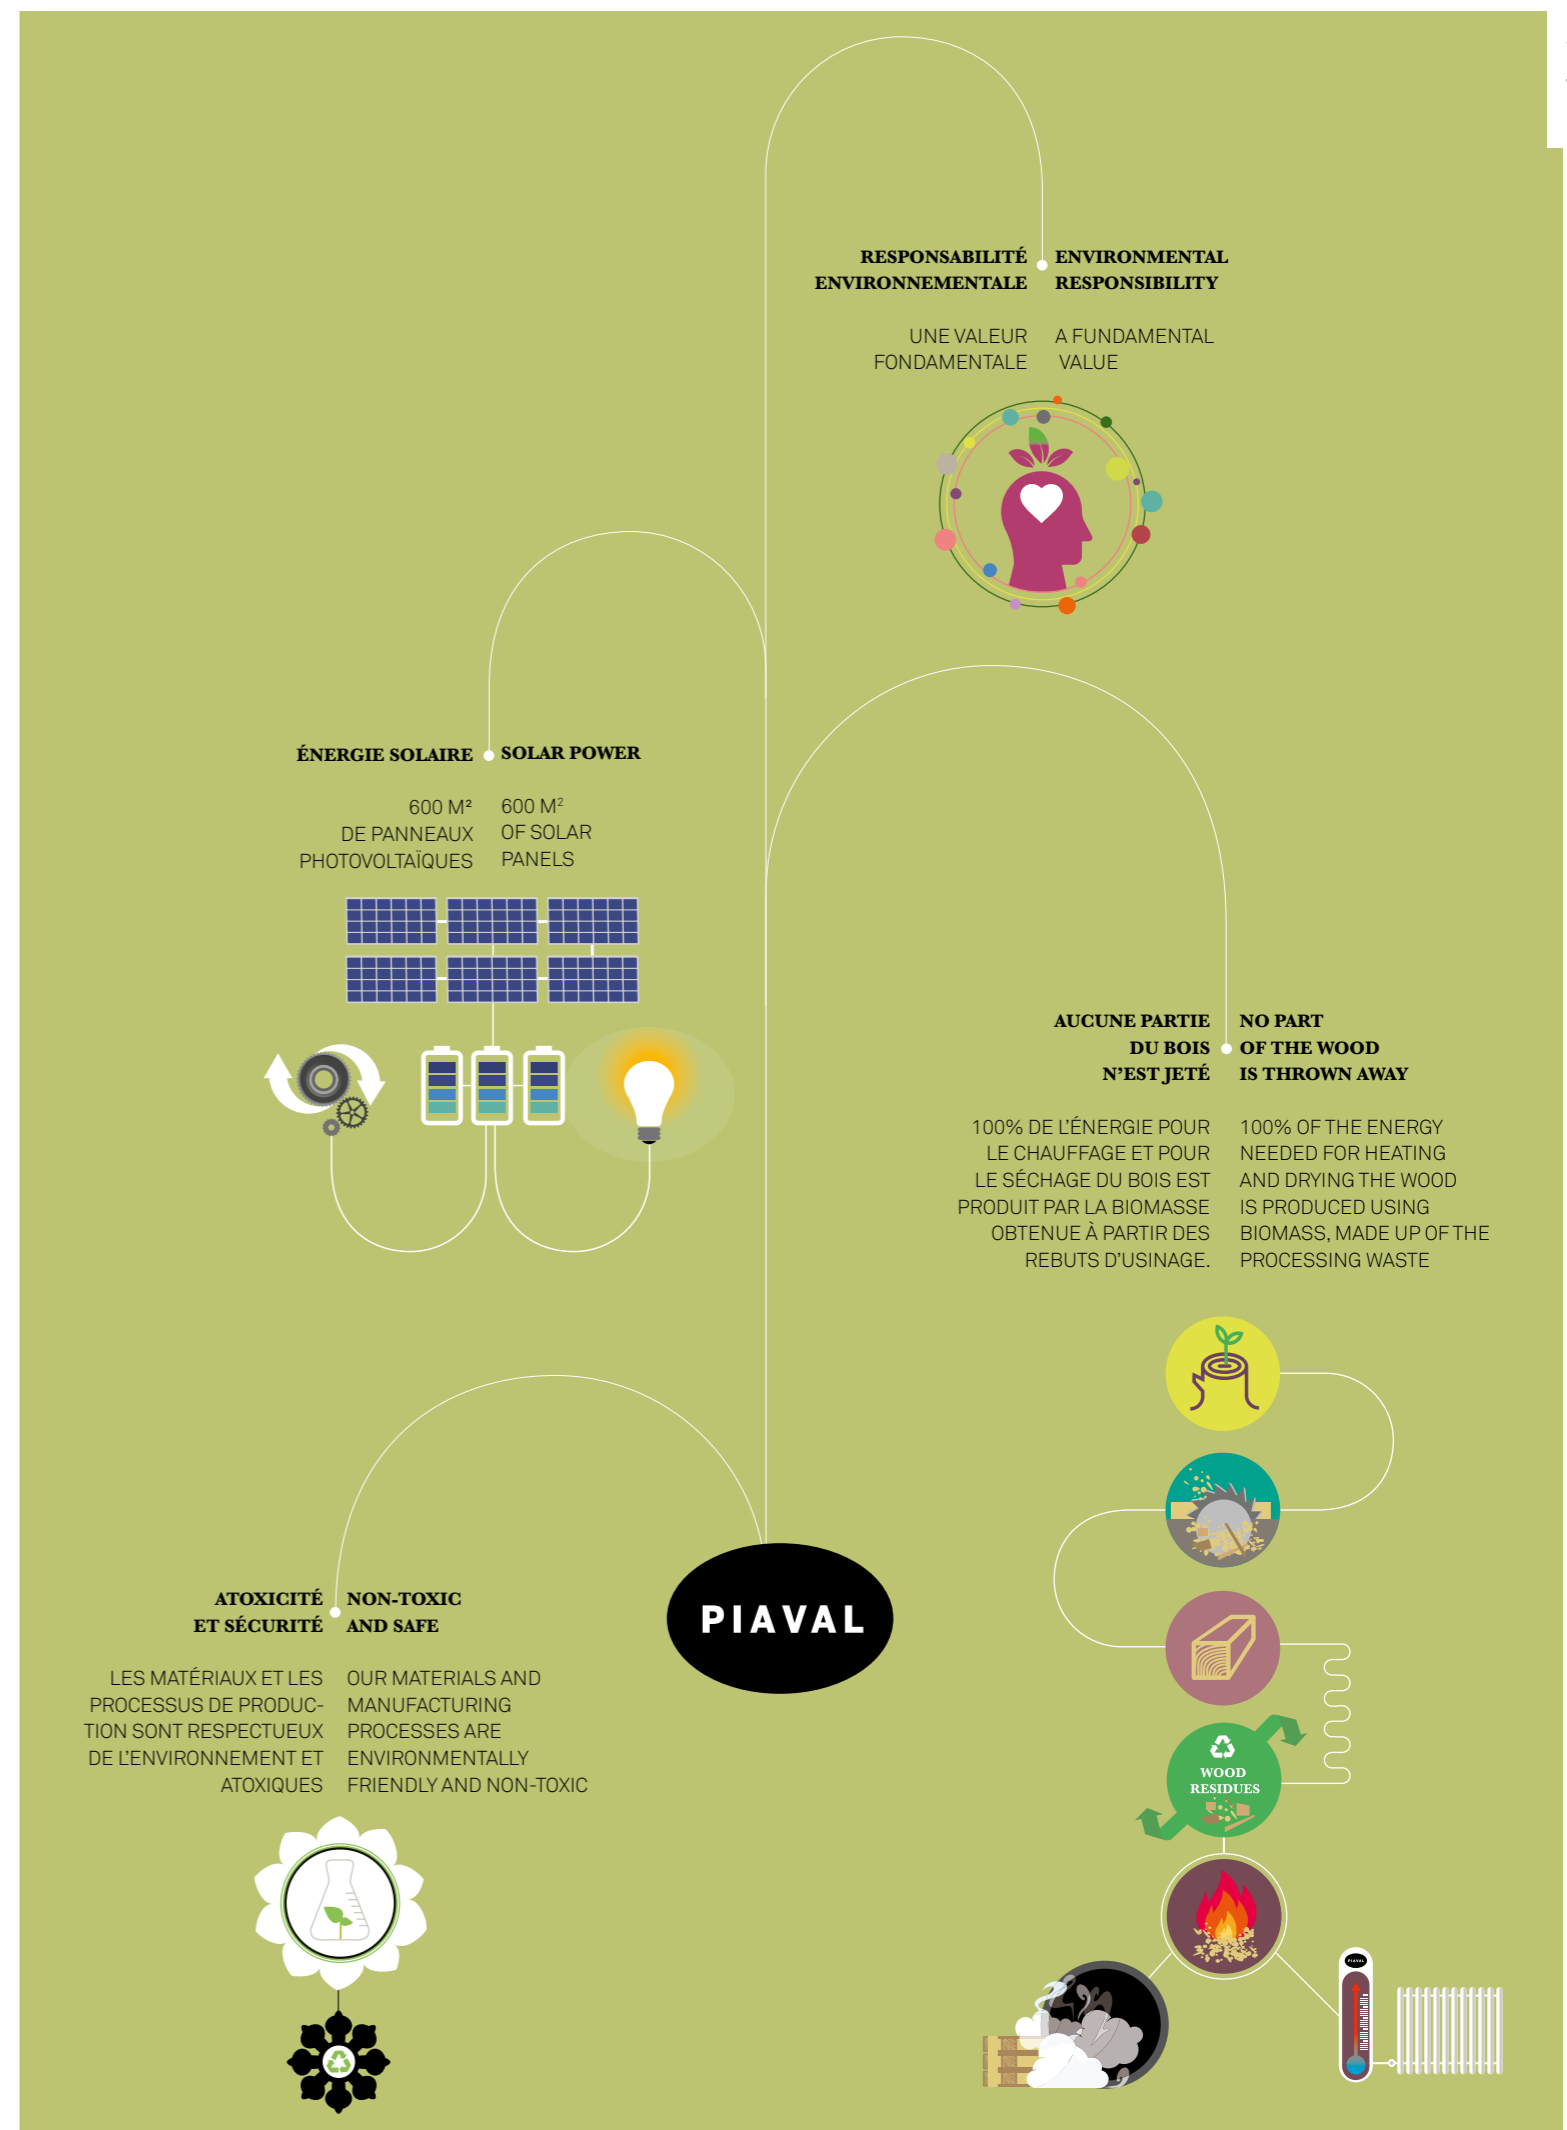 RESPONSABILITÉ
ENVIRONNEMENTALE
UNE VALEUR
FONDAMENTALE
ENVIRONMENTAL
RESPONSIBILITY
A FUNDAMENTAL
VALUE
ÉNERGIE SOLAIRE
600 M²
DE PANNEAUX
PHOTOVOLTAÏQUES
SOLAR POWER
600 M²
OF SOLAR
PANELS
AUCUNE PARTIE
DU BOIS
N’EST JETÉ
100% DE L’ÉNERGIE POUR
LE CHAUFFAGE ET POUR
LE SÉCHAGE DU BOIS EST
PRODUIT PAR LA BIOMASSE
OBTENUE À PARTIR DES
REBUTS D’USINAGE.
NO PART
OF THE WOOD
IS THROWN AWAY
100% OF THE ENERGY
NEEDED FOR HEATING
AND DRYING THE WOOD
IS PRODUCED USING
BIOMASS, MADE UP OF THE
PROCESSING WASTE
ATOXICITÉ
ET SÉCURITÉ
LES MATÉRIAUX ET LES
PROCESSUS DE PRODUC-
TION SONT RESPECTUEUX
DE L’ENVIRONNEMENT ET
ATOXIQUES
NON-TOXIC
AND SAFE
OUR MATERIALS AND
MANUFACTURING
PROCESSES ARE
ENVIRONMENTALLY
FRIENDLY AND NON-TOXIC
PIAVAL
WOOD
RESIDUES
PIAVAL